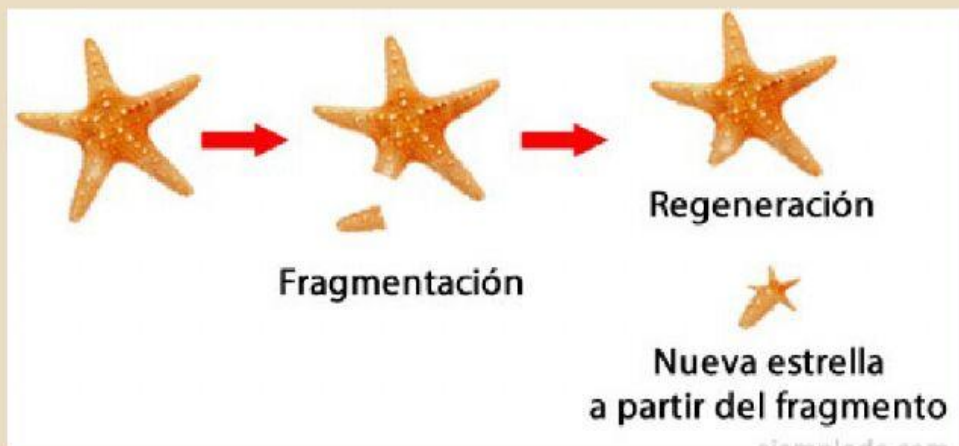 Regeneración
Fragmentación
Nueva estrella
a partir del fragmento